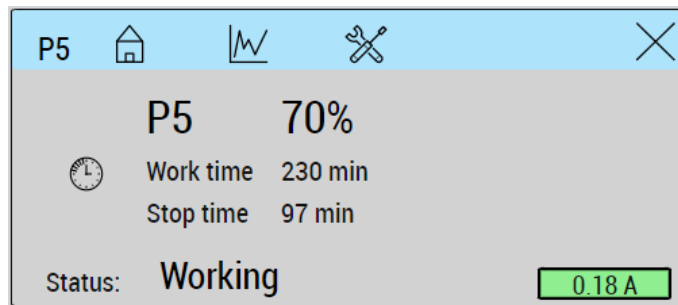 P5
P5 70%
Work time 230 min
Stop time 97 min
Status: Working
0.18 A